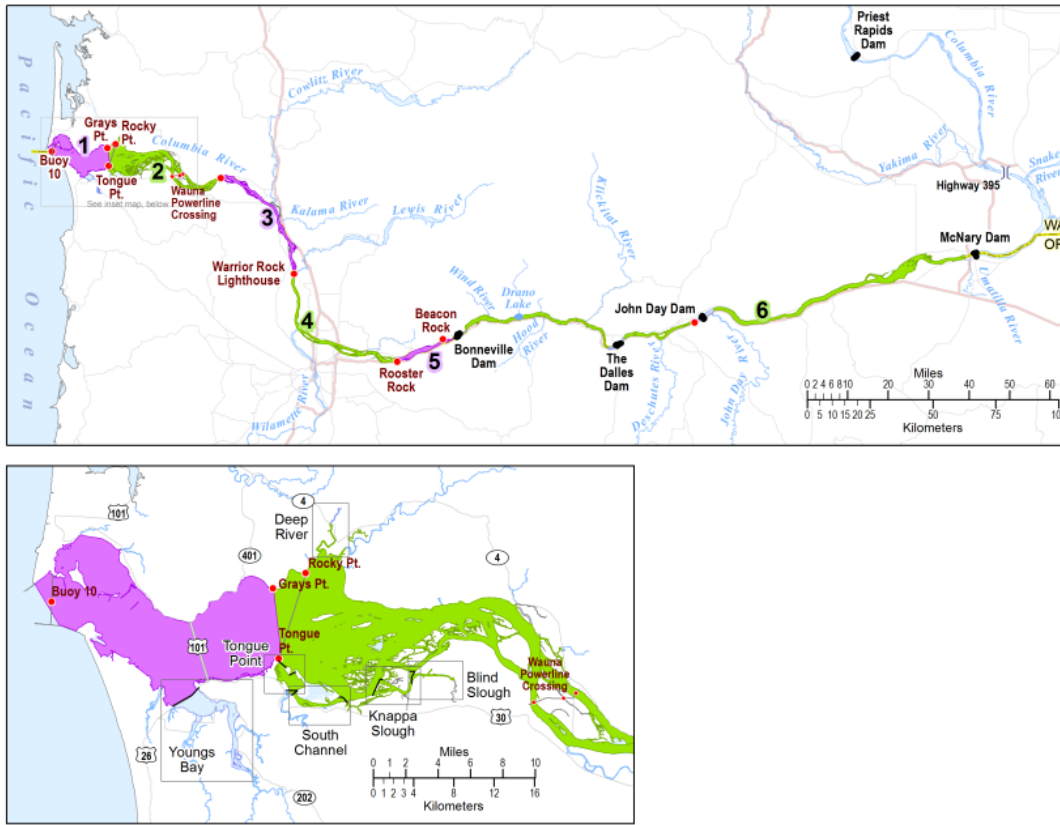 Priest
Rapids
Dam
Columbia
River
Cowlitz River
Pacific Ocean
Grays
Pt.
Rocky
Pt.
1
Columbia River
2
Buoy
10
Tongue
Pt.
Wauna
Powerline
Crossing
See inset map, below
3
Kalama River
Lewis River
Klickitat River
Yakima River
Snake
River
Highway 395
WA
OR
McNary Dam
Umatilla River
Warrior Rock
Lighthouse
Wind River
Drano
Lake
Hood
River
Beacon
Rock
4
5
Bonneville
Dam
Rooster
Rock
Wilamette River
John Day Dam
6
The
Dalles
Dam
Deschutes River
John Day
River
Miles
0 2 4 6 8 10 20 30 40 50 60
0 5 10 15 20 25 50 75 10
Kilometers
101
4
Deep
River
401
Rocky Pt.
4
Buoy 10
Grays Pt.
101
Tongue
Pt.
Tongue
Point
Wauna
Powerline
Crossing
Blind
Slough
Knappa
Slough
30
South
Channel
26
Youngs
Bay
202
Miles
0 1 2 4 6 8 10
0 1 2 3 4 8 12 16
Kilometers